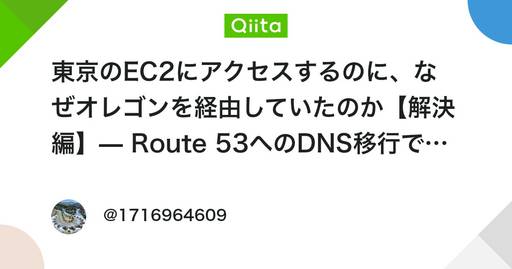 Qiita
東京のEC2にアクセスするのに、な
ぜオレゴンを経由していたのか【解決
編】— Route 53へのDNS移行で…
@1716964609